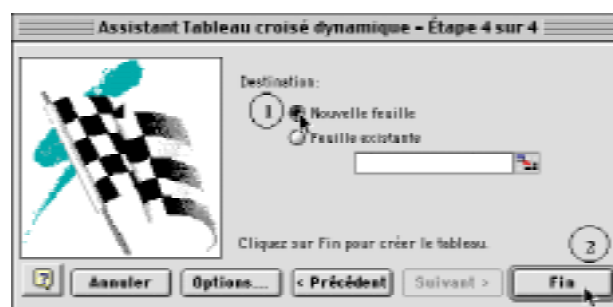 Assistant Tableau croisé dynamique - Étape 4 sur 4
Destination:
1
Nouvelle feuille
Feuille existante
Cliquez sur Fin pour créer le tableau.
2
? Annuler Options... < Précédent Suivant > Fin